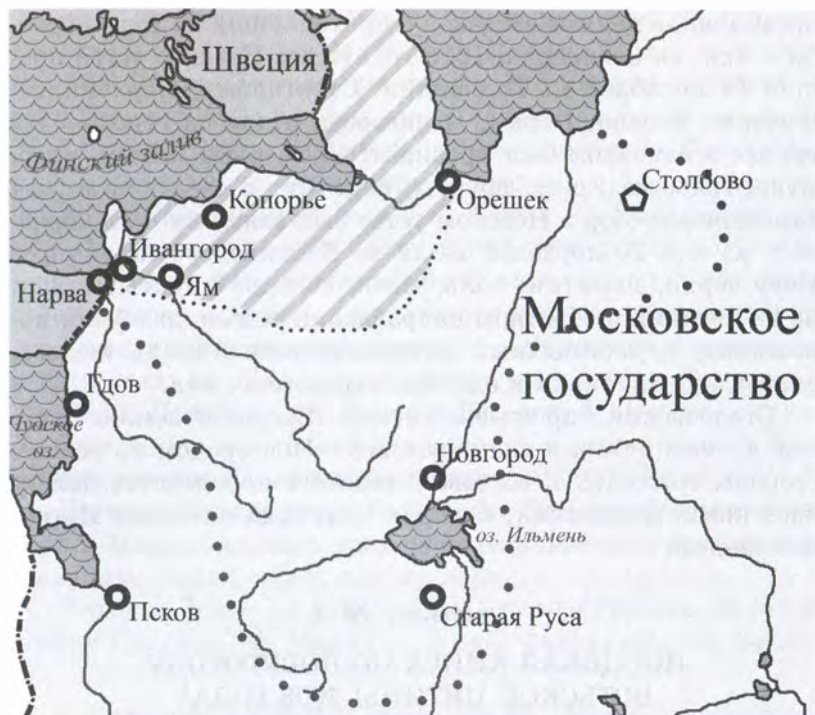 Швеция
Финский залив
Столбово
Копорье
Орешек
Ивангород
Нарва
Ям
Московское
государство
Гдов
Чудское
оз.
Новгород
оз. Ильмень
Псков
Старая Руса